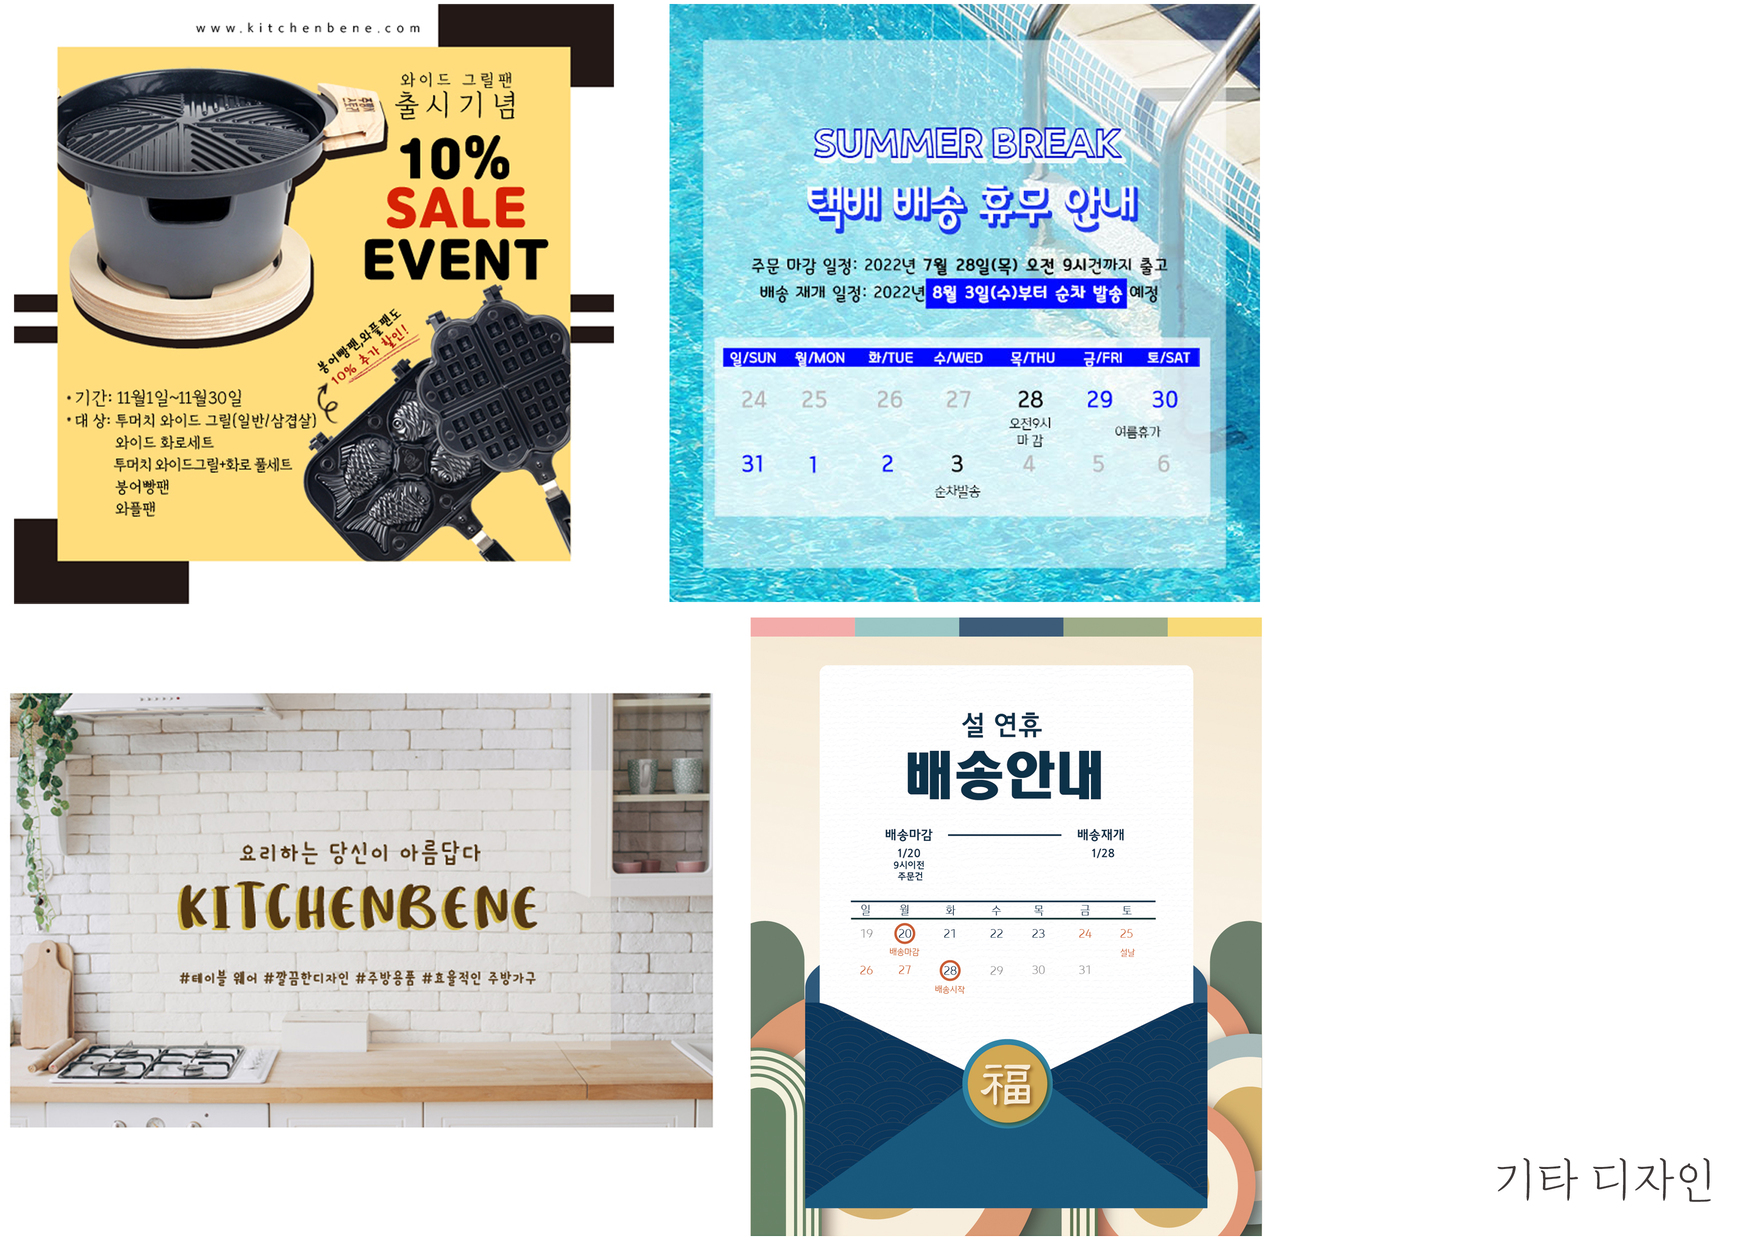 www.kitchenbene.com
와이드 그릴팬
출시기념
10%
SALE
EVENT
붕어빵팬,와플팬도
10% 추가 할인!
• 기간: 11월1일~11월30일
• 대 상: 투머치 와이드 그릴(일반/삼겹살)
와이드 화로세트
투머치 와이드그릴+화로 풀세트
붕어빵팬
와플팬
SUMMER BREAK
택배 배송 휴무 안내
주문 마감 일정: 2022년 7월 28일(목) 오전 9시건까지 출고
배송 재개 일정: 2022년 8월 3일(수)부터 순차 발송 예정
일/SUN 월/MON 화/TUE 수/WED 목/THU 금/FRI 토/SAT
24 25 26 27 28 29 30
오전9시
마 감
여름휴가
31 1 2 3 4 5 6
순차발송
요리하는 당신이 아름답다
KITCHENBENE
#테이블 웨어 #깔끔한디자인 #주방용품 #효율적인 주방가구
설 연휴
배송안내
배송마감 배송재개
1/20 1/28
9시이전
주문건
일 월 화 수 목 금 토
19 20 21 22 23 24 25
배송마감 설날
26 27 28 29 30 31
배송시작
福
기타 디자인